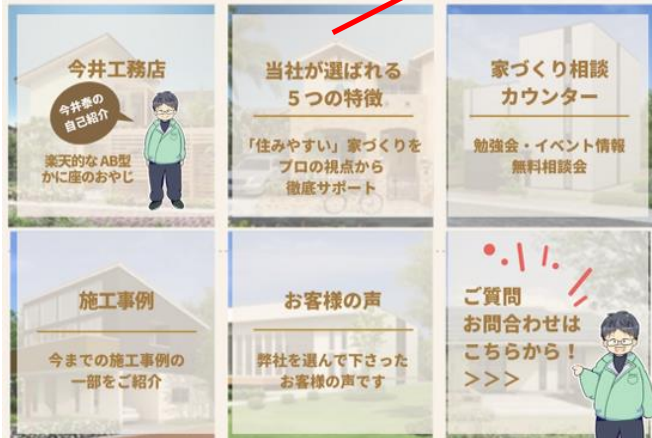 今井工務店
今井泰の
自己紹介
楽天的なAB型
かに座のおやじ
当社が選ばれる
5つの特徴
「住みやすい」家づくりを
プロの視点から
徹底サポート
家づくり相談
カウンター
勉強会・イベント情報
無料相談会
施工事例
今までの施工事例の
一部をご紹介
お客様の声
弊社を選んで下さった
お客様の声です
ご質問
お問合わせは
こちらから！
>>>